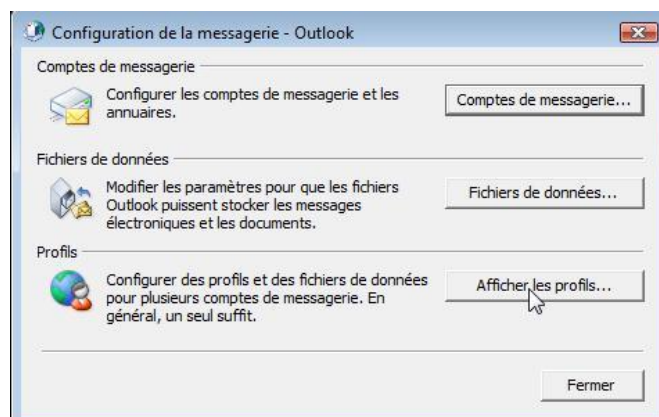 Configuration de la messagerie - Outlook
Comptes de messagerie
Configurer les comptes de messagerie et les
annuaires.
Comptes de messagerie...
Fichiers de données
Modifier les paramètres pour que les fichiers
Outlook puissent stocker les messages
électroniques et les documents.
Fichiers de données...
Profils
Configurer des profils et des fichiers de données
pour plusieurs comptes de messagerie. En
général, un seul suffit.
Afficher les profils...
Fermer